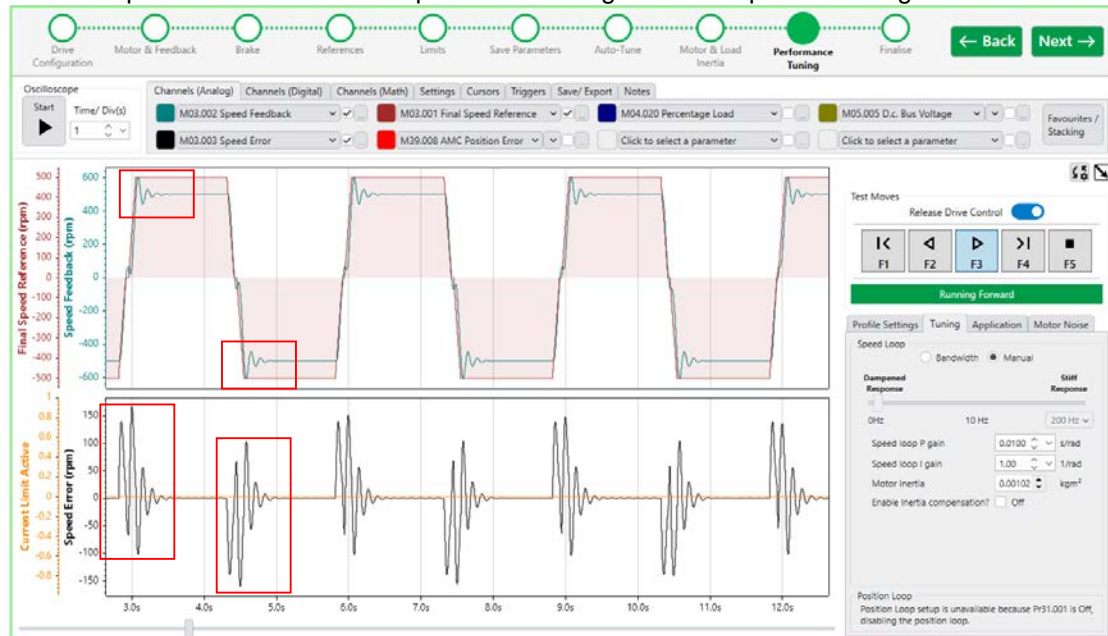 Drive Configuration
Motor & Feedback
Brake
References
Limits
Save Parameters
Auto-Tune
Motor & Load Inertia
Performance Tuning
Finalise
← Back
Next →
Oscilloscope
Start
Time/ Div(s)
1
Channels (Analog)
Channels (Digital)
Channels (Math)
Settings
Cursors
Triggers
Save/ Export
Notes
M03.002 Speed Feedback
M03.001 Final Speed Reference
M04.020 Percentage Load
M05.005 D.c. Bus Voltage
M03.003 Speed Error
M39.008 AMC Position Error
Click to select a parameter
Click to select a parameter
Favourites / Stacking
Final Speed Reference (rpm)
500
400
300
200
100
0
-100
-200
-300
-400
-500
Speed Feedback (rpm)
600
400
200
0
-200
-400
-600
Current Limit Active
1
0.8
0.6
0.4
0.2
0
-0.2
-0.4
-0.6
-0.8
Speed Error (rpm)
150
100
50
0
-50
-100
-150
3.0s
4.0s
5.0s
6.0s
7.0s
8.0s
9.0s
10.0s
11.0s
12.0s
Test Moves
Release Drive Control
F1
F2
F3
F4
F5
Running Forward
Profile Settings
Tuning
Application
Motor Noise
Speed Loop
Bandwidth
Manual
Dampened Response
Stiff Response
0Hz
10 Hz
200 Hz
Speed loop P gain
0.0100
s/rad
Speed loop I gain
1.00
1/rad
Motor Inertia
0.00102
kgm²
Enable Inertia compensation?
Off
Position Loop
Position Loop setup is unavailable because Pr31.001 is Off,
disabling the position loop.